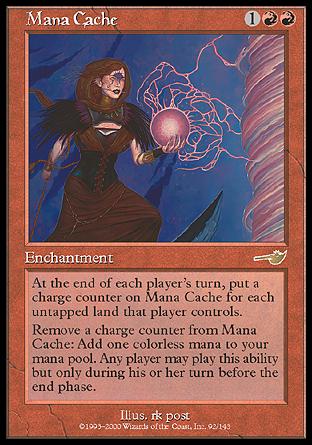 Mana Cache 1
Enchantment
At the end of each player's turn, put a
charge counter on Mana Cache for each
untapped land that player controls.
Remove a charge counter from Mana
Cache: Add one colorless mana to your
mana pool. Any player may play this ability
but only during his or her turn before the
end phase.
Illus. rk post
©1993-2000 Wizards of the Coast, Inc. 92/143